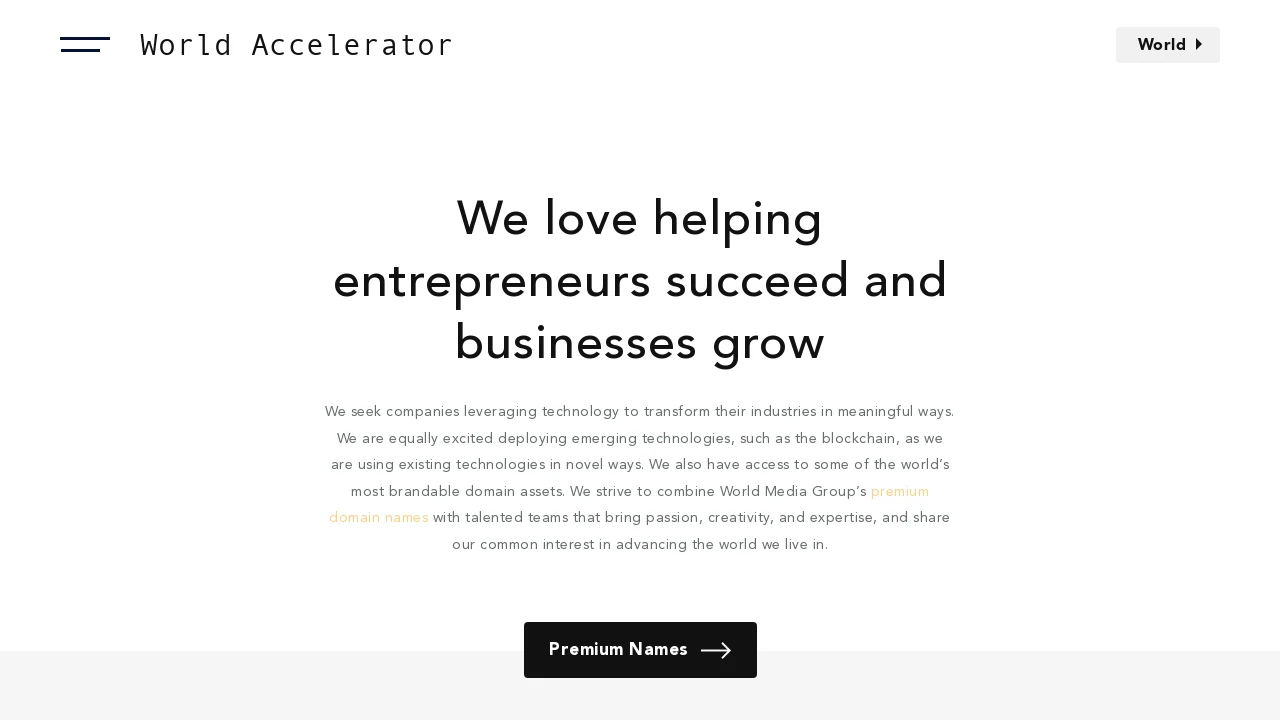 World Accelerator
World
We love helping
entrepreneurs succeed and
businesses grow
We seek companies leveraging technology to transform their industries in meaningful ways.
We are equally excited deploying emerging technologies, such as the blockchain, as we
are using existing technologies in novel ways. We also have access to some of the world’s
most brandable domain assets. We strive to combine World Media Group’s premium
domain names with talented teams that bring passion, creativity, and expertise, and share
our common interest in advancing the world we live in.
Premium Names